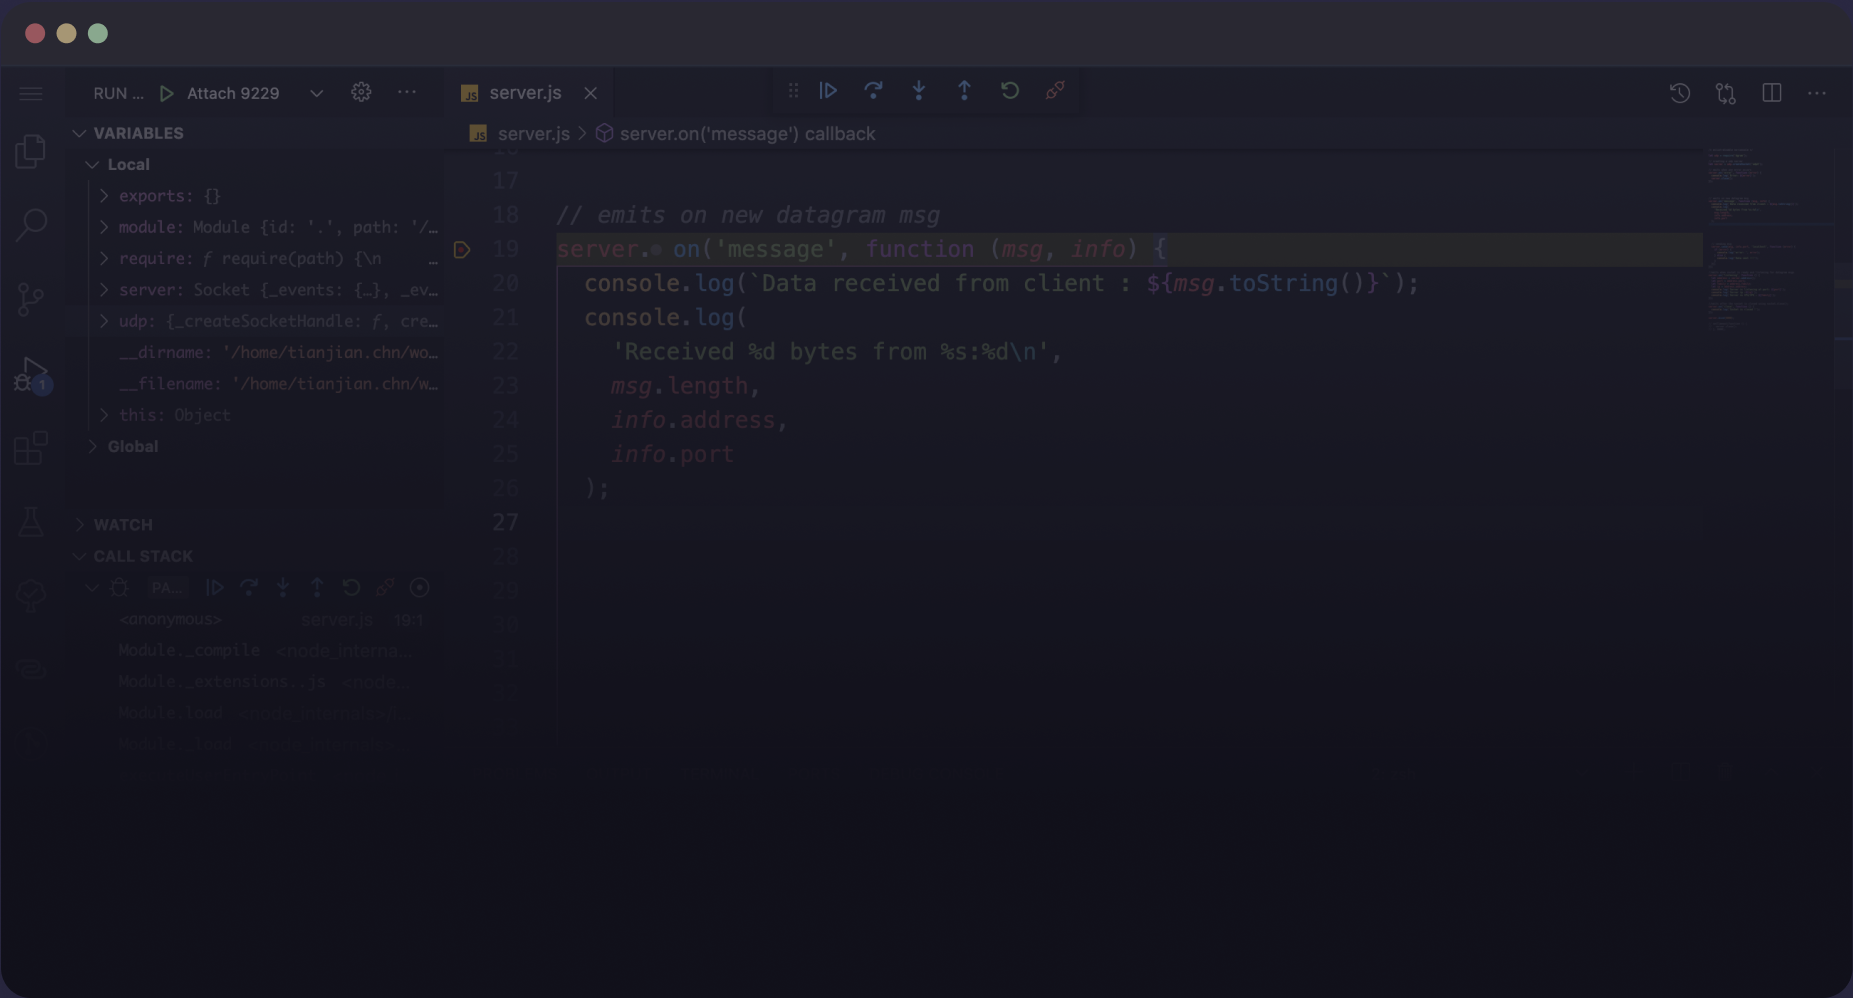 RUN ... Attach 9229 ...
server.js
VARIABLES
Local
exports: {}
module: Module {id: '.', path: '/…
require: ƒ require(path) {\n …
server: Socket {_events: {…}, _ev…
udp: {_createSocketHandle: ƒ, cre…
__dirname: '/home/tianjian.chn/wo…
__filename: '/home/tianjian.chn/w…
this: Object
Global
WATCH
CALL STACK
PA...
<anonymous> server.js 19:1
Module._compile <node_interna...
Module._extensions..js <node...
Module.load <node_internals>/i...
1
server.js > server.on('message') callback
17
18 // emits on new datagram msg
19 server. on('message', function (msg, info) {
20 console.log(`Data received from client : ${msg.toString()}`);
21 console.log(
22 'Received %d bytes from %s:%d\n',
23 msg.length,
24 info.address,
25 info.port
26 );
27
28
29
30
31